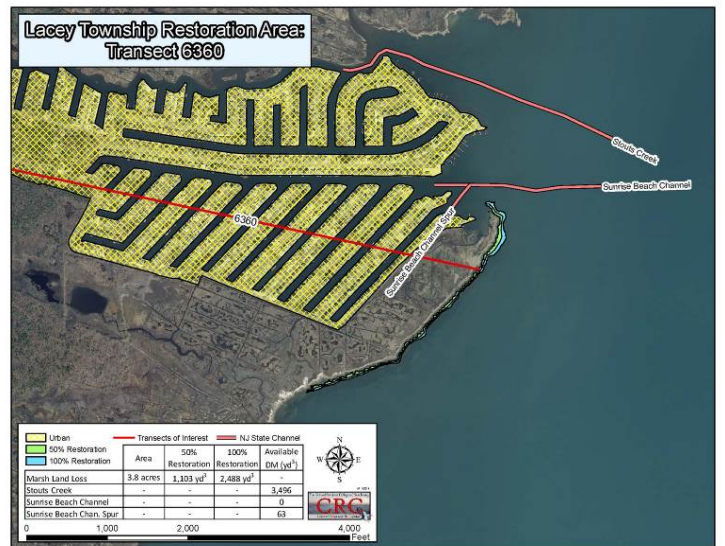 Lacey Township Restoration Area:
Transect 6360
Stouts Creek
Sunrise Beach Channel
6360
Sunrise Beach Channel Spur
Urban
50% Restoration
100% Restoration
Transects of Interest
NJ State Channel
Area 50% Restoration 100% Restoration Available DM (yd³)
Marsh Land Loss 3.8 acres 1,103 yd³ 2,488 yd³ -
Stouts Creek - - - 3,496
Sunrise Beach Channel - - - 0
Sunrise Beach Chan. Spur - - - 63
N
W E
S
CRC
0 1,000 2,000 4,000
Feet